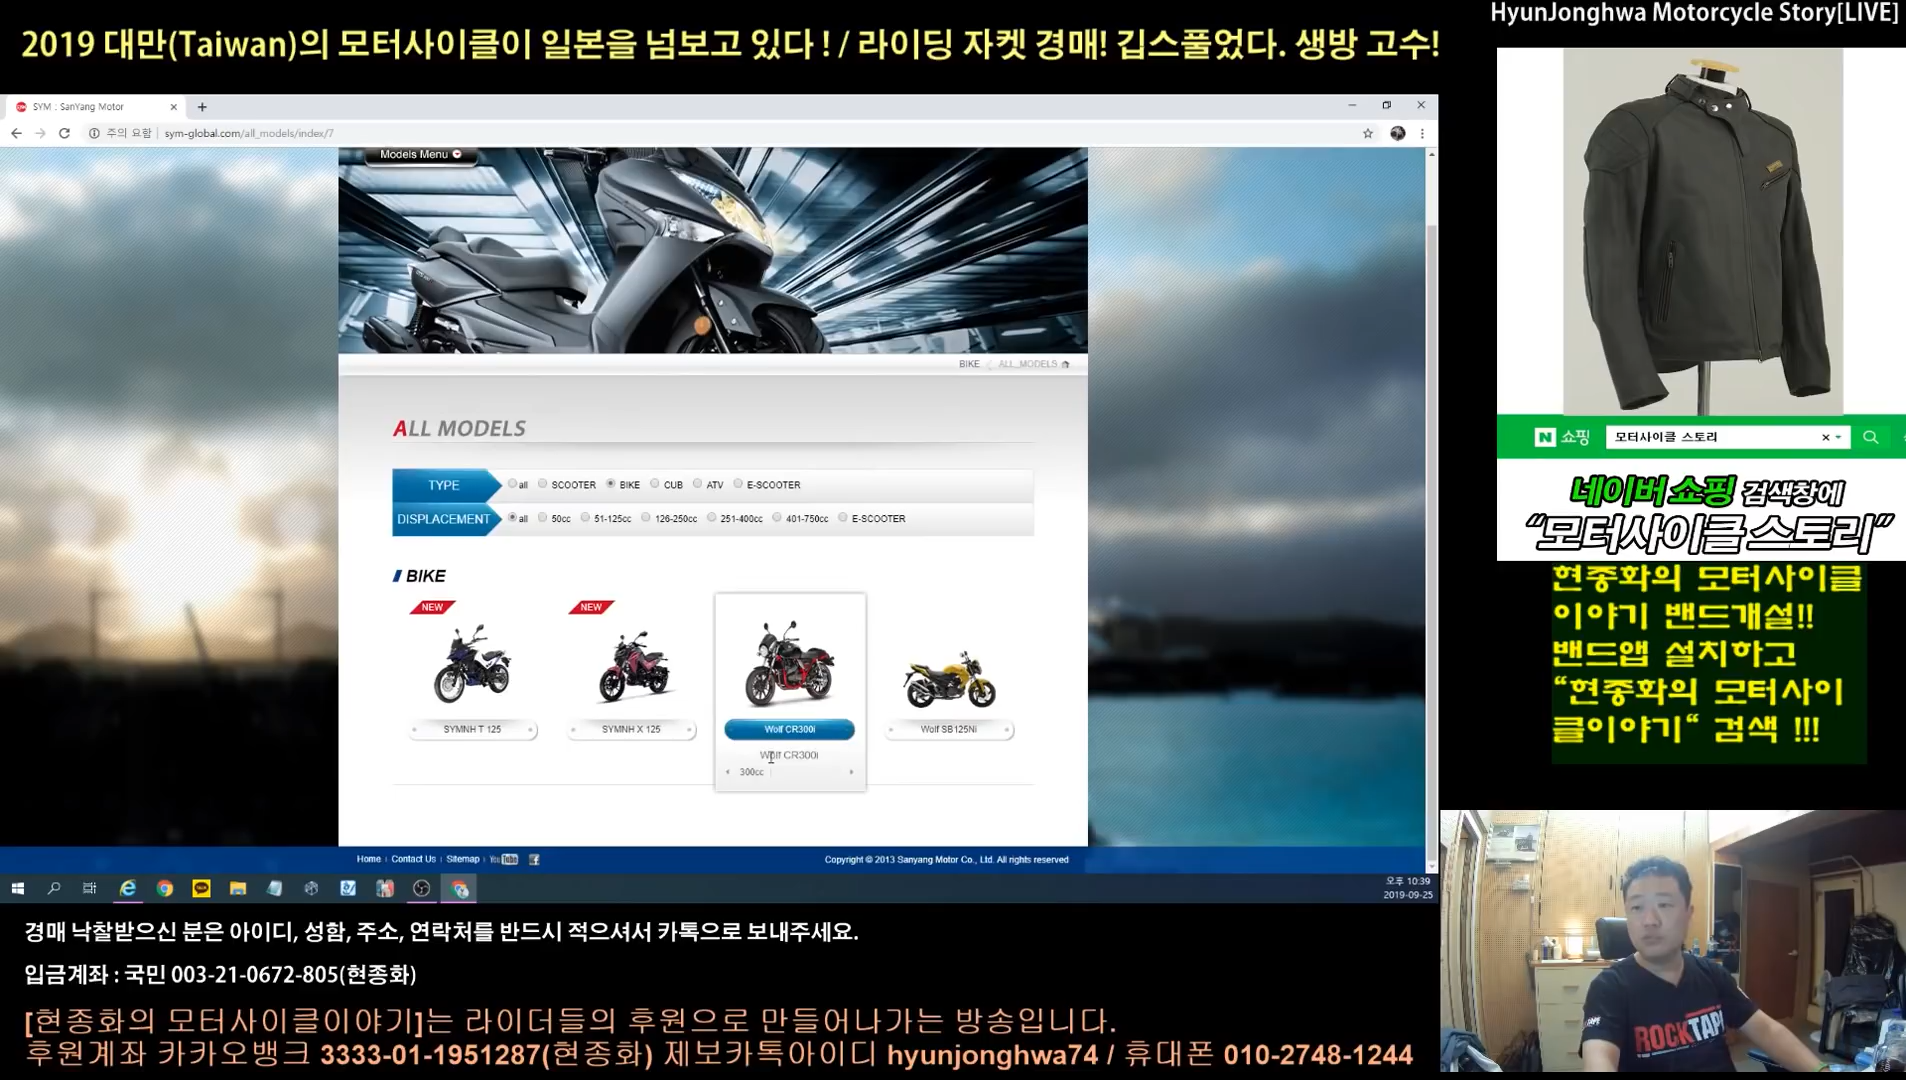 HyunJonghwa Motorcycle Story[LIVE]
2019 대만(Taiwan)의 모터사이클이 일본을 넘보고 있다 ! / 라이딩 자켓 경매! 깁스풀었다. 생방 고수!
SYM : SanYang Motor
주의 요함 | sym-global.com/all_models/index/7
Models Menu
BIKE ALL_MODELS
ALL MODELS
TYPE all SCOOTER BIKE CUB ATV E-SCOOTER
DISPLACEMENT all 50cc 51-125cc 126-250cc 251-400cc 401-750cc E-SCOOTER
BIKE
NEW NEW
SYMNH T 125 SYMNH X 125 Wolf CR300i Wolf SB125Ni
Wolf CR300i
300cc
Home | Contact Us | Sitemap | YouTube f
Copyright © 2013 Sanyang Motor Co., Ltd. All rights reserved
오후 10:39
2019-09-25
N 쇼핑 모터사이클 스토리
네이버 쇼핑 검색창에
“모터사이클 스토리”
현종화의 모터사이클
이야기 밴드개설!!
밴드앱 설치하고
“현종화의 모터사이
클이야기“ 검색 !!!
ROCKTAPE
경매 낙찰받으신 분은 아이디, 성함, 주소, 연락처를 반드시 적으셔서 카톡으로 보내주세요.
입금계좌 : 국민 003-21-0672-805(현종화)
[현종화의 모터사이클이야기]는 라이더들의 후원으로 만들어나가는 방송입니다.
후원계좌 카카오뱅크 3333-01-1951287(현종화) 제보카톡아이디 hyunjonghwa74 / 휴대폰 010-2748-1244